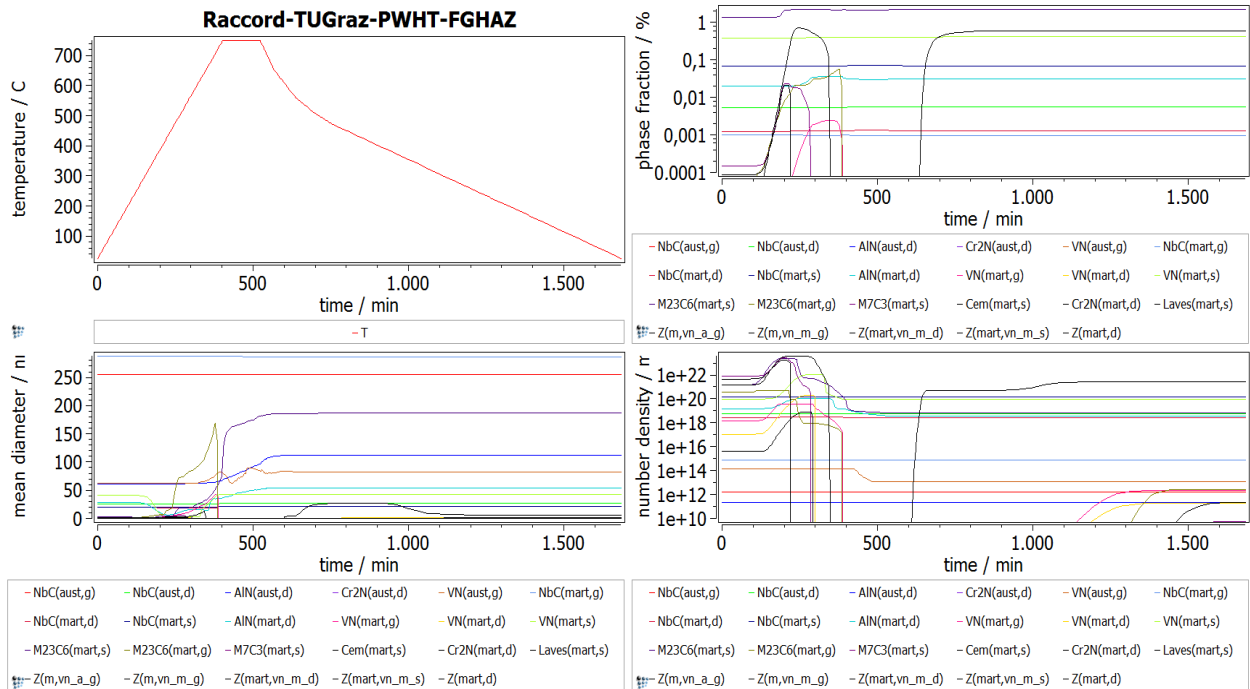 Raccord-TUGraz-PWHT-FGHAZ
temperature / C
700
600
500
400
300
200
100
0 500 1.000 1.500
time / min
T
phase fraction / %
1
0,1
0,01
0,001
0.0001
0 500 1.000 1.500
time / min
NbC(aust,g) NbC(aust,d) AlN(aust,d) Cr2N(aust,d) VN(aust,g) NbC(mart,g)
NbC(mart,d) NbC(mart,s) AlN(mart,d) VN(mart,g) VN(mart,d) VN(mart,s)
M23C6(mart,s) M23C6(mart,g) M7C3(mart,s) Cem(mart,s) Cr2N(mart,d) Laves(mart,s)
Z(m,vn_a_g) Z(m,vn_m_g) Z(mart,vn_m_d) Z(mart,vn_m_s) Z(mart,d)
mean diameter / nm
250
200
150
100
50
0
0 500 1.000 1.500
time / min
NbC(aust,g) NbC(aust,d) AlN(aust,d) Cr2N(aust,d) VN(aust,g) NbC(mart,g)
NbC(mart,d) NbC(mart,s) AlN(mart,d) VN(mart,g) VN(mart,d) VN(mart,s)
M23C6(mart,s) M23C6(mart,g) M7C3(mart,s) Cem(mart,s) Cr2N(mart,d) Laves(mart,s)
Z(m,vn_a_g) Z(m,vn_m_g) Z(mart,vn_m_d) Z(mart,vn_m_s) Z(mart,d)
number density /
1e+22
1e+20
1e+18
1e+16
1e+14
1e+12
1e+10
0 500 1.000 1.500
time / min
NbC(aust,g) NbC(aust,d) AlN(aust,d) Cr2N(aust,d) VN(aust,g) NbC(mart,g)
NbC(mart,d) NbC(mart,s) AlN(mart,d) VN(mart,g) VN(mart,d) VN(mart,s)
M23C6(mart,s) M23C6(mart,g) M7C3(mart,s) Cem(mart,s) Cr2N(mart,d) Laves(mart,s)
Z(m,vn_a_g) Z(m,vn_m_g) Z(mart,vn_m_d) Z(mart,vn_m_s) Z(mart,d)